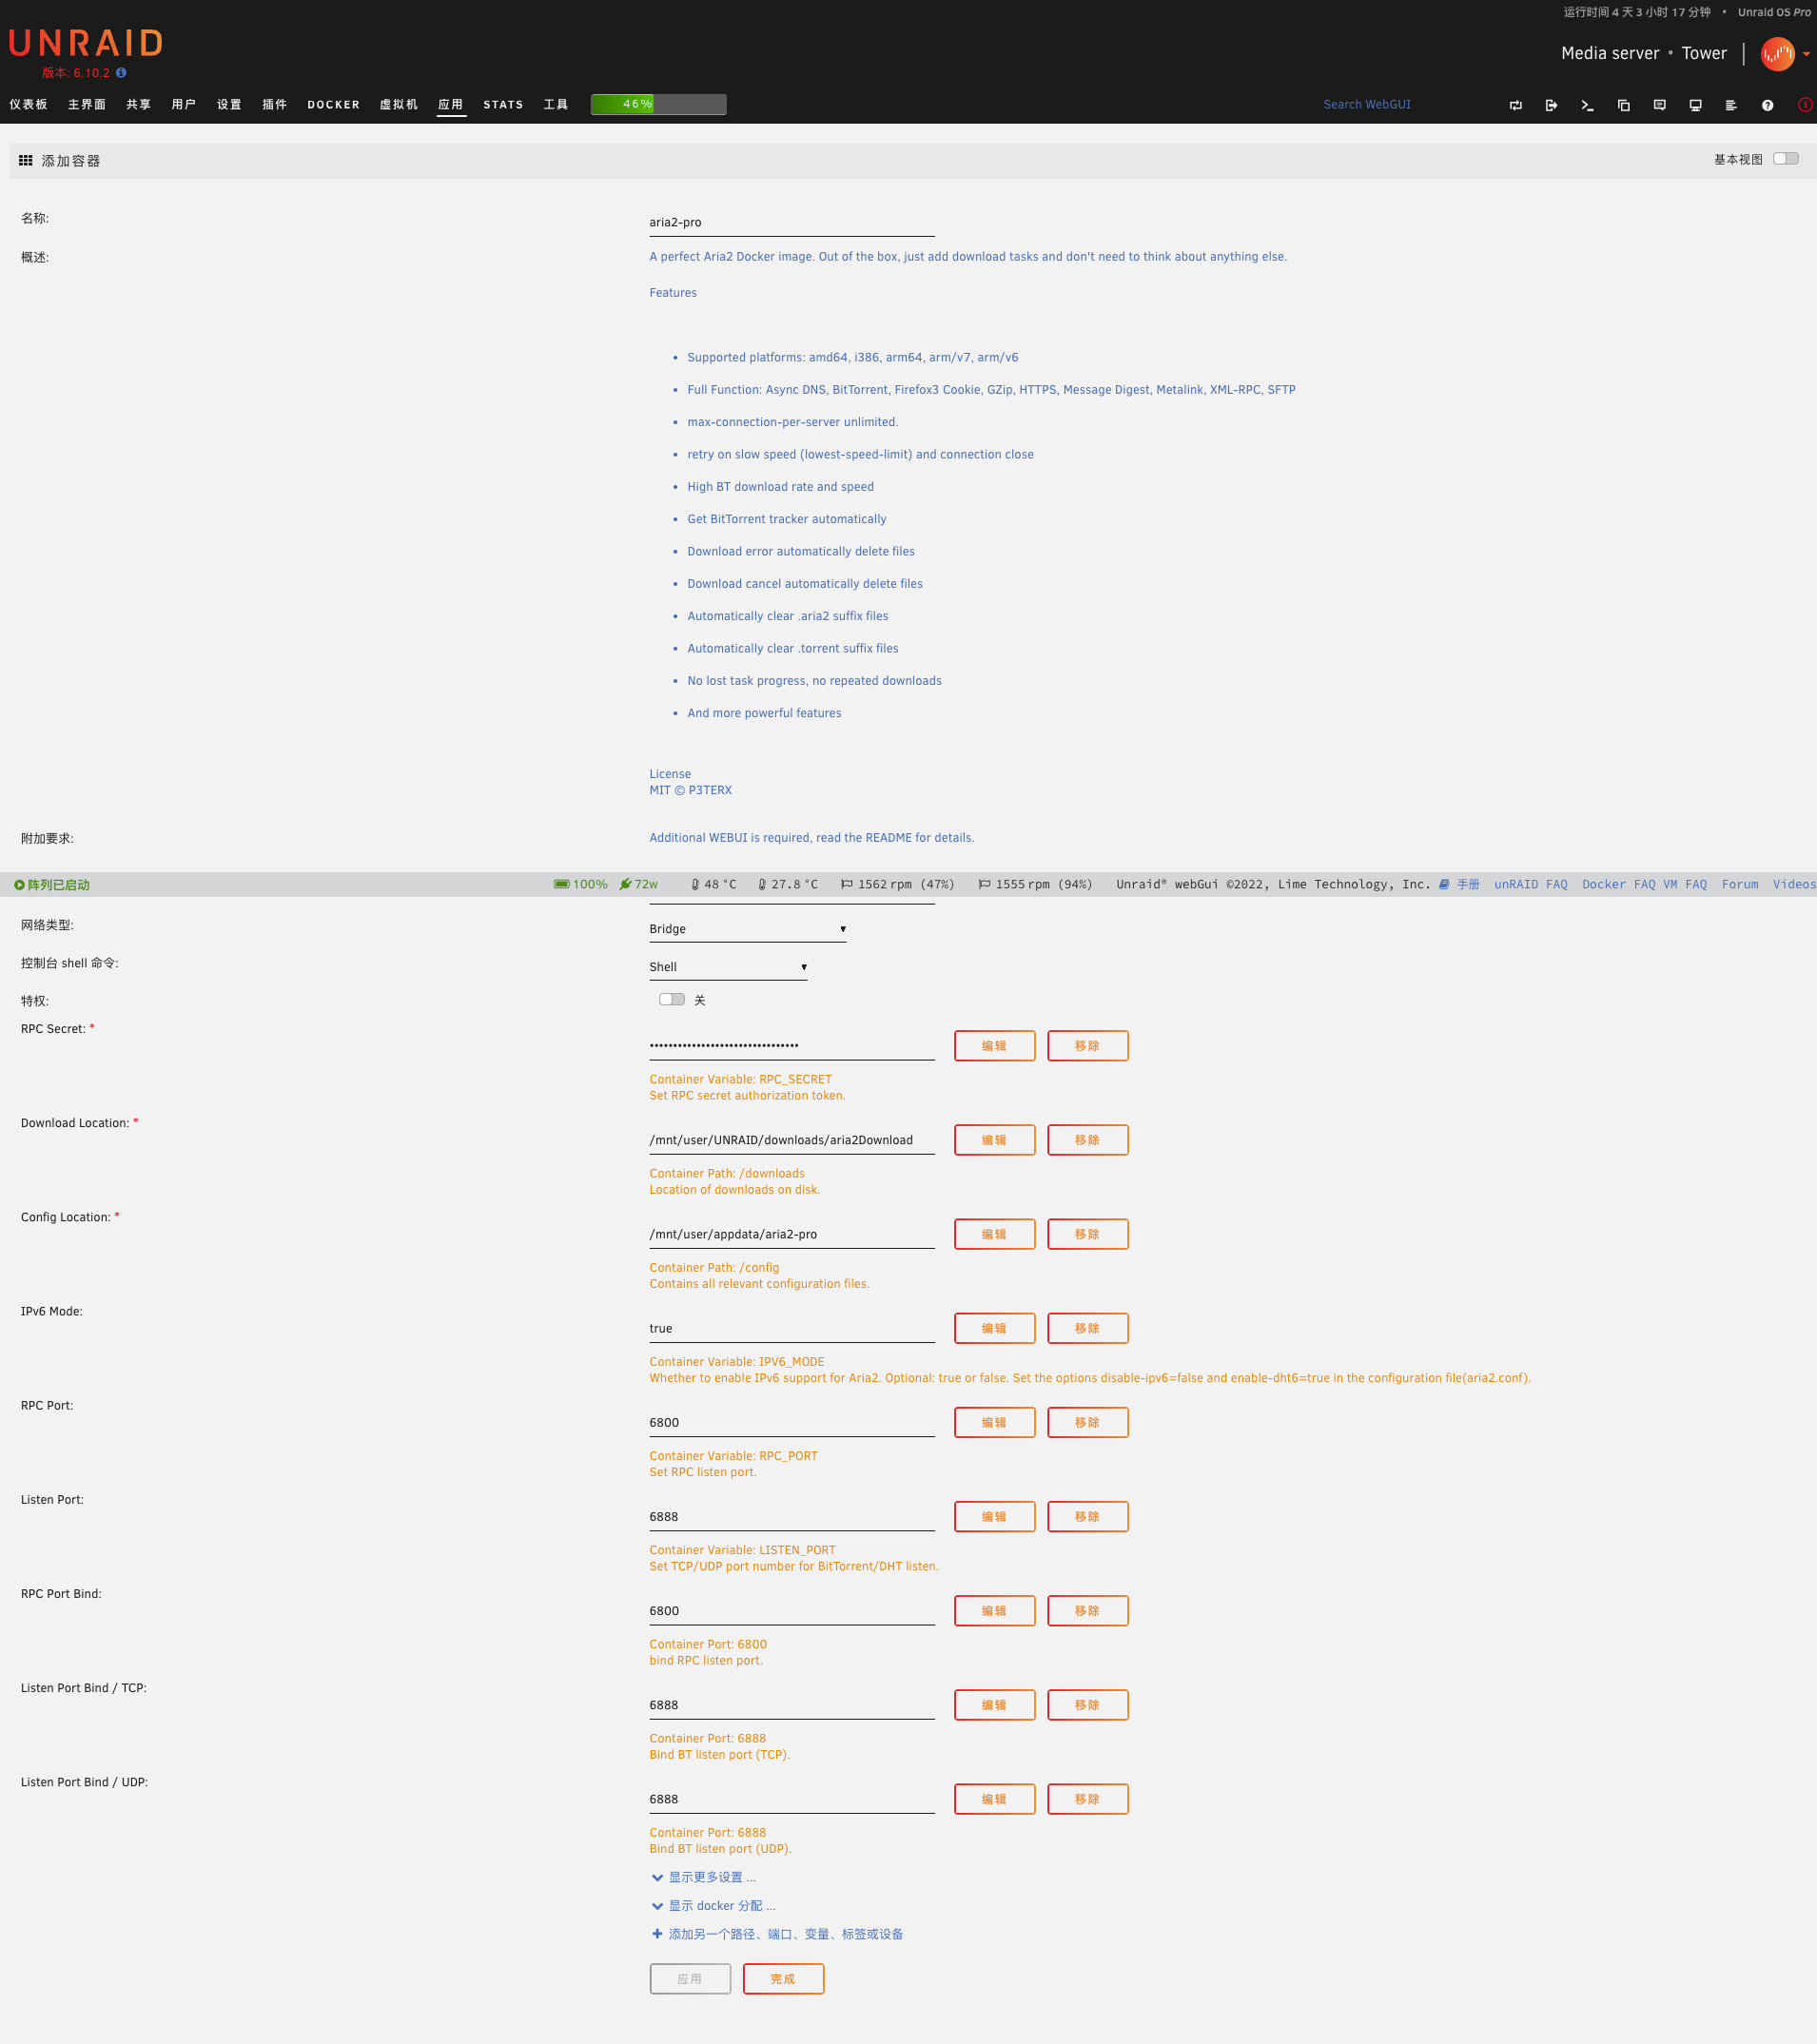 运行时间 4 天 3 小时 17 分钟 • Unraid OS Pro
UNRAID
版本: 6.10.2
Media server • Tower
仪表板 主界面 共享 用户 设置 插件 DOCKER 虚拟机 应用 STATS 工具 46% Search WebGUI
添加容器
基本视图
名称:
aria2-pro
概述:
A perfect Aria2 Docker image. Out of the box, just add download tasks and don't need to think about anything else.
Features
• Supported platforms: amd64, i386, arm64, arm/v7, arm/v6
• Full Function: Async DNS, BitTorrent, Firefox3 Cookie, GZip, HTTPS, Message Digest, Metalink, XML-RPC, SFTP
• max-connection-per-server unlimited.
• retry on slow speed (lowest-speed-limit) and connection close
• High BT download rate and speed
• Get BitTorrent tracker automatically
• Download error automatically delete files
• Download cancel automatically delete files
• Automatically clear .aria2 suffix files
• Automatically clear .torrent suffix files
• No lost task progress, no repeated downloads
• And more powerful features
License
MIT © P3TERX
附加要求:
Additional WEBUI is required, read the README for details.
阵列已启动 100% 72w 48 °C 27.8 °C 1562 rpm (47%) 1555 rpm (94%) Unraid® webGui ©2022, Lime Technology, Inc. 手册 unRAID FAQ Docker FAQ VM FAQ Forum Videos
网络类型:
Bridge
控制台 shell 命令:
Shell
特权:
关
RPC Secret: *
•••••••••••••••••••••••••••••••• 编辑 移除
Container Variable: RPC_SECRET
Set RPC secret authorization token.
Download Location: *
/mnt/user/UNRAID/downloads/aria2Download 编辑 移除
Container Path: /downloads
Location of downloads on disk.
Config Location: *
/mnt/user/appdata/aria2-pro 编辑 移除
Container Path: /config
Contains all relevant configuration files.
IPv6 Mode:
true 编辑 移除
Container Variable: IPV6_MODE
Whether to enable IPv6 support for Aria2. Optional: true or false. Set the options disable-ipv6=false and enable-dht6=true in the configuration file(aria2.conf).
RPC Port:
6800 编辑 移除
Container Variable: RPC_PORT
Set RPC listen port.
Listen Port:
6888 编辑 移除
Container Variable: LISTEN_PORT
Set TCP/UDP port number for BitTorrent/DHT listen.
RPC Port Bind:
6800 编辑 移除
Container Port: 6800
bind RPC listen port.
Listen Port Bind / TCP:
6888 编辑 移除
Container Port: 6888
Bind BT listen port (TCP).
Listen Port Bind / UDP:
6888 编辑 移除
Container Port: 6888
Bind BT listen port (UDP).
显示更多设置 ...
显示 docker 分配 ...
添加另一个路径、端口、变量、标签或设备
应用 完成